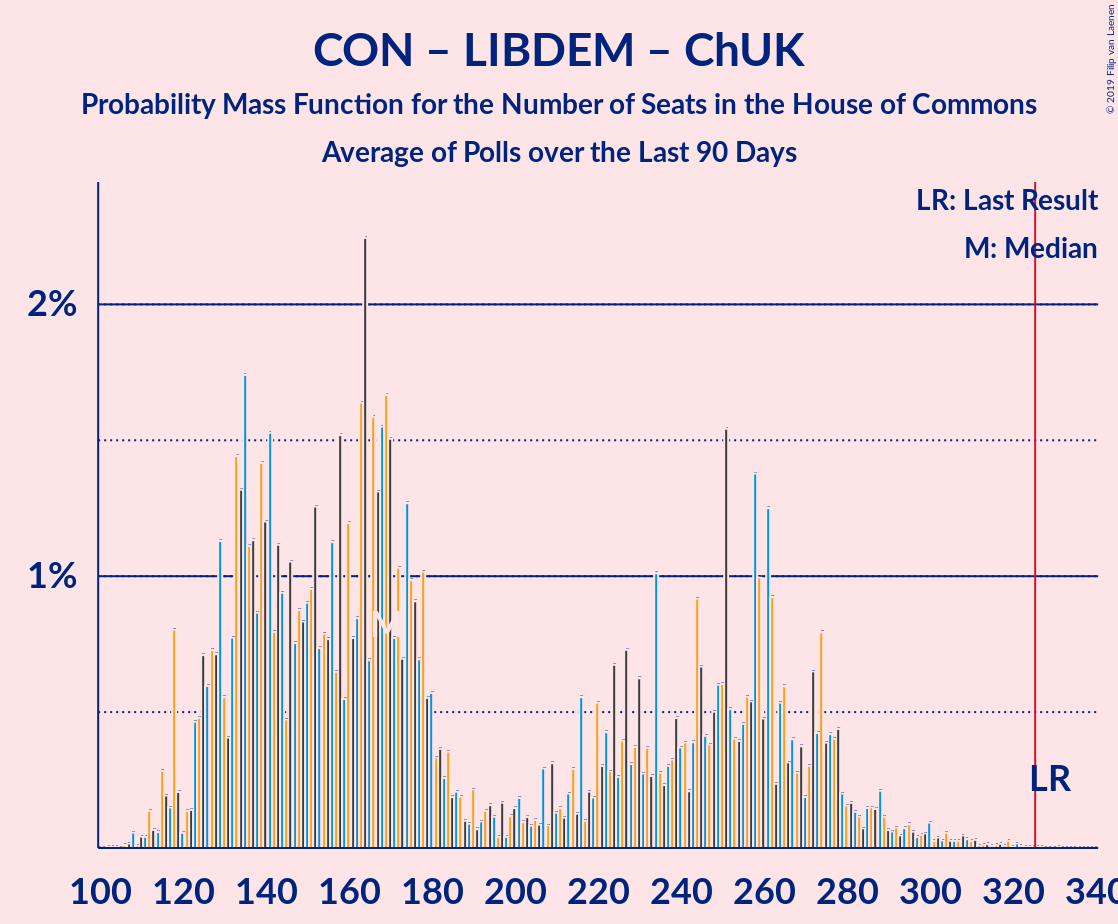 CON – LIBDEM – ChUK
Probability Mass Function for the Number of Seats in the House of Commons
Average of Polls over the Last 90 Days
© 2019 Filip van Laenen
LR: Last Result
M: Median
2%
1%
M
LR
100 120 140 160 180 200 220 240 260 280 300 320 340